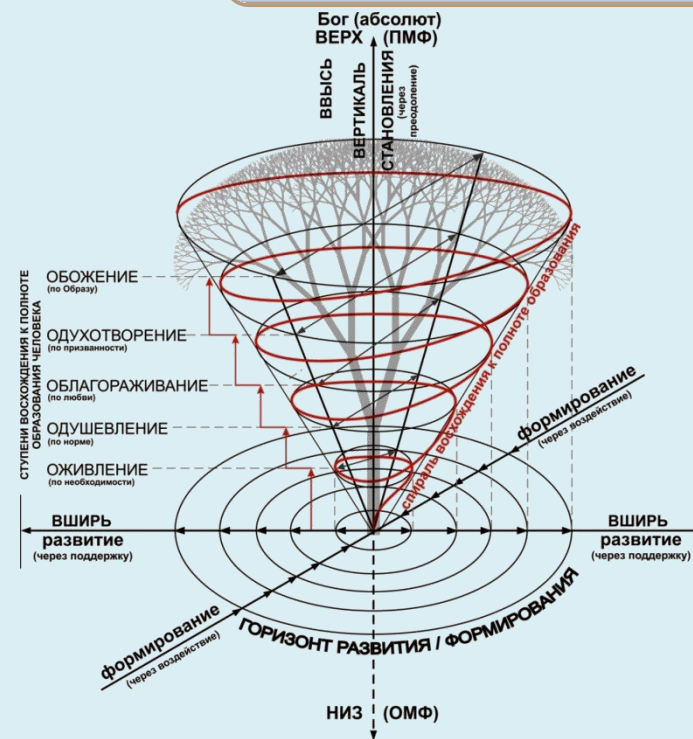 Бог (абсолют)
ВЕРХ (ПМФ)
ВВЫСЬ
ВЕРТИКАЛЬ
СТАНОВЛЕНИЯ
(через
преодоление)
СТУПЕНИ ВОСХОЖДЕНИЯ К ПОЛНОТЕ
ОБРАЗОВАНИЯ ЧЕЛОВЕКА
ОБОЖЕНИЕ
(по Образу)
ОДУХОТВОРЕНИЕ
(по призванности)
ОБЛАГОРАЖИВАНИЕ
(по любви)
ОДУШЕВЛЕНИЕ
(по норме)
ОЖИВЛЕНИЕ
(по необходимости)
спираль восхождения к полноте образования
формирование
(через воздействие)
ВШИРЬ
развитие
(через поддержку)
ВШИРЬ
развитие
(через поддержку)
формирование
(через воздействие)
ГОРИЗОНТ РАЗВИТИЯ / ФОРМИРОВАНИЯ
НИЗ (ОМФ)